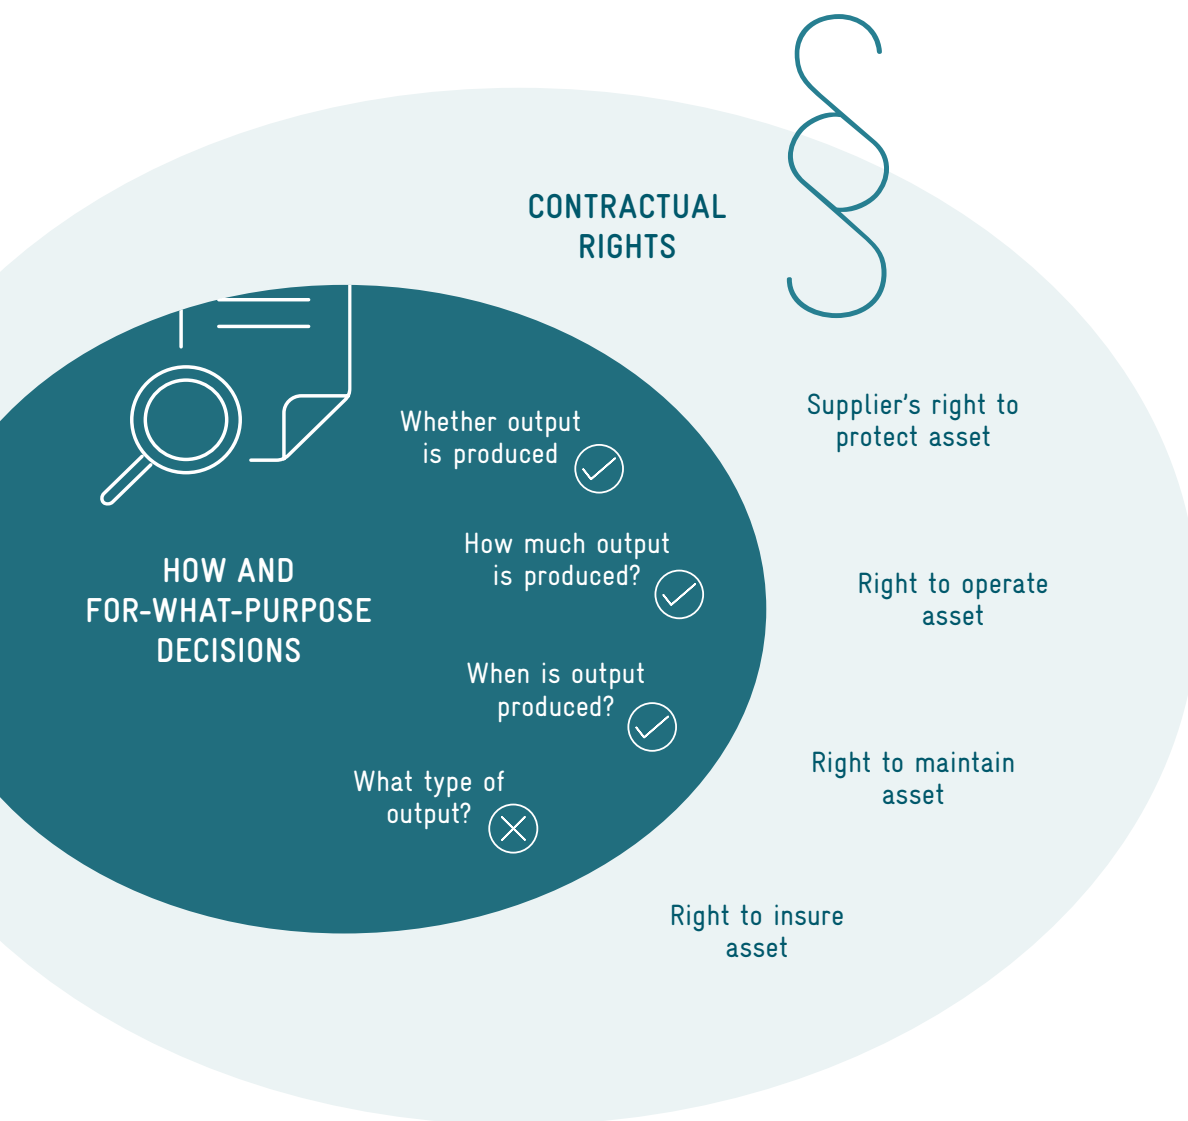 CONTRACTUAL
RIGHTS
HOW AND
FOR-WHAT-PURPOSE
DECISIONS
Whether output
is produced
How much output
is produced?
When is output
produced?
What type of
output?
Supplier's right to
protect asset
Right to operate
asset
Right to maintain
asset
Right to insure
asset